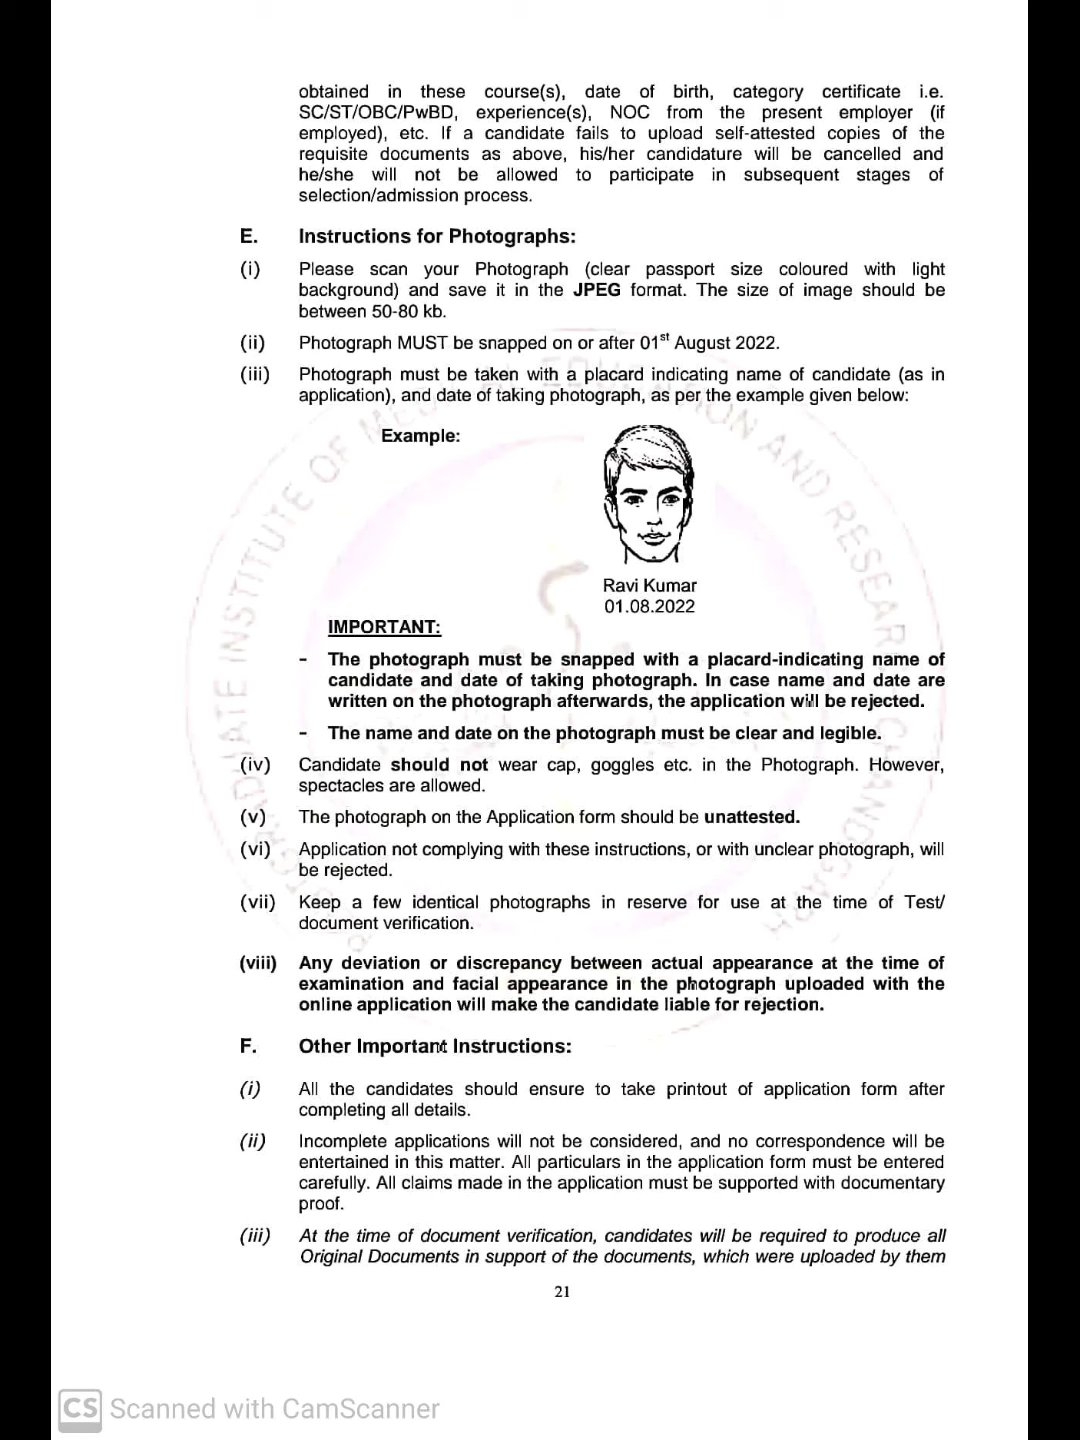 obtained in these course(s), date of birth, category certificate i.e.
SC/ST/OBC/PwBD, experience(s), NOC from the present employer (if
employed), etc. If a candidate fails to upload self-attested copies of the
requisite documents as above, his/her candidature will be cancelled and
he/she will not be allowed to participate in subsequent stages of
selection/admission process.
E. Instructions for Photographs:
(i) Please scan your Photograph (clear passport size coloured with light
background) and save it in the JPEG format. The size of image should be
between 50-80 kb.
(ii) Photograph MUST be snapped on or after 01st August 2022.
(iii) Photograph must be taken with a placard indicating name of candidate (as in
application), and date of taking photograph, as per the example given below:
Example:
Ravi Kumar
01.08.2022
IMPORTANT:
- The photograph must be snapped with a placard-indicating name of
candidate and date of taking photograph. In case name and date are
written on the photograph afterwards, the application will be rejected.
- The name and date on the photograph must be clear and legible.
(iv) Candidate should not wear cap, goggles etc. in the Photograph. However,
spectacles are allowed.
(v) The photograph on the Application form should be unattested.
(vi) Application not complying with these instructions, or with unclear photograph, will
be rejected.
(vii) Keep a few identical photographs in reserve for use at the time of Test/
document verification.
(viii) Any deviation or discrepancy between actual appearance at the time of
examination and facial appearance in the photograph uploaded with the
online application will make the candidate liable for rejection.
F. Other Important Instructions:
(i) All the candidates should ensure to take printout of application form after
completing all details.
(ii) Incomplete applications will not be considered, and no correspondence will be
entertained in this matter. All particulars in the application form must be entered
carefully. All claims made in the application must be supported with documentary
proof.
(iii) At the time of document verification, candidates will be required to produce all
Original Documents in support of the documents, which were uploaded by them
21
CS Scanned with CamScanner